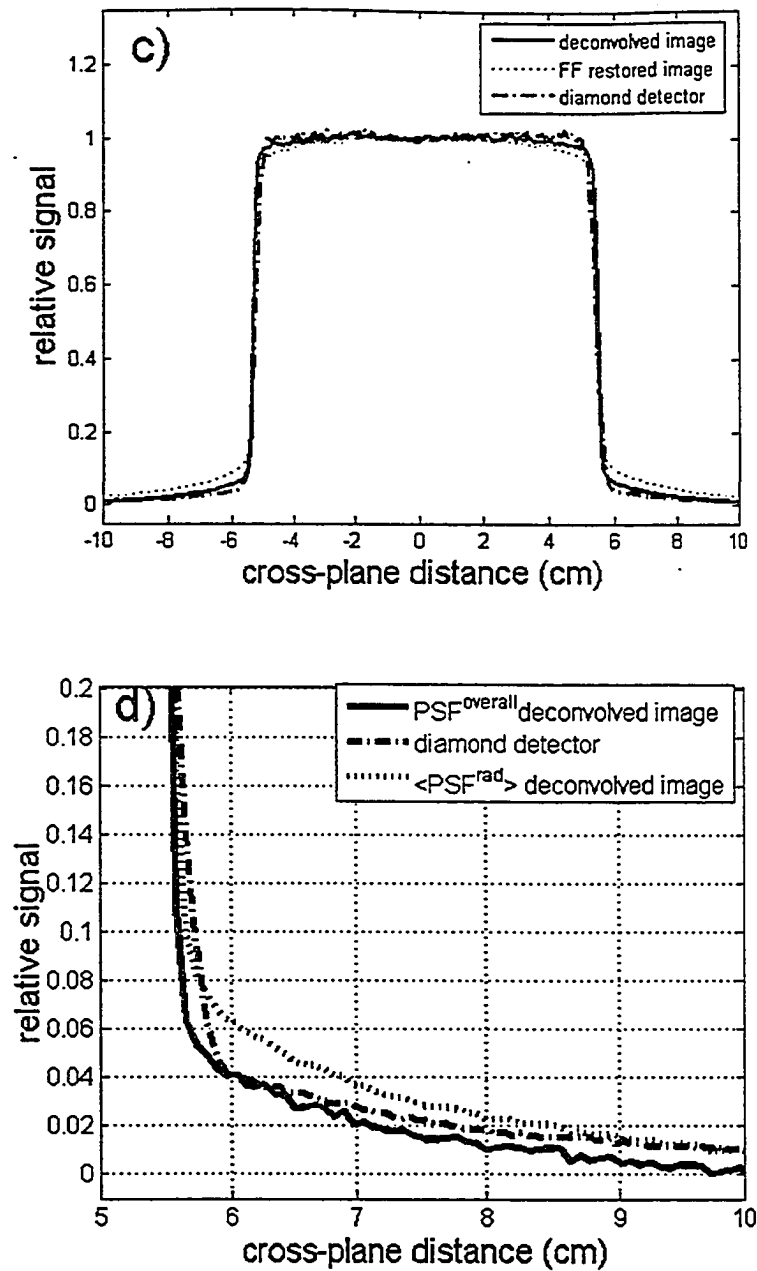 c)
deconvolved image
FF restored image
diamond detector
1.2
1
0.8
0.6
0.4
0.2
0
relative signal
-10 -8 -6 -4 -2 0 2 4 6 8 10
cross-plane distance (cm)
d)
PSF^overall deconvolved image
diamond detector
<PSF^rad> deconvolved image
0.2
0.18
0.16
0.14
0.12
0.1
0.08
0.06
0.04
0.02
0
relative signal
5 6 7 8 9 10
cross-plane distance (cm)